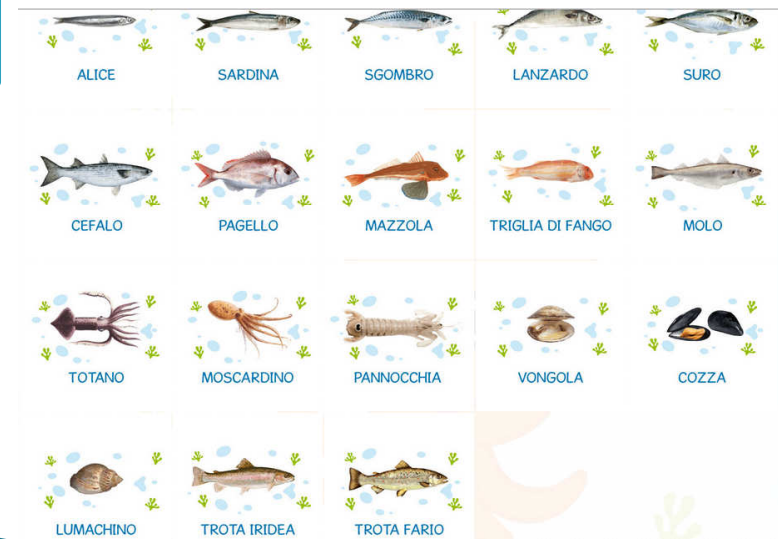 ALICE
SARDINA
SGOMBRO
LANZARDO
SURO
CEFALO
PAGELLO
MAZZOLA
TRIGLIA DI FANGO
MOLO
TOTANO
MOSCARDINO
PANNOCCHIA
VONGOLA
COZZA
LUMACHINO
TROTA IRIDEA
TROTA FARIO